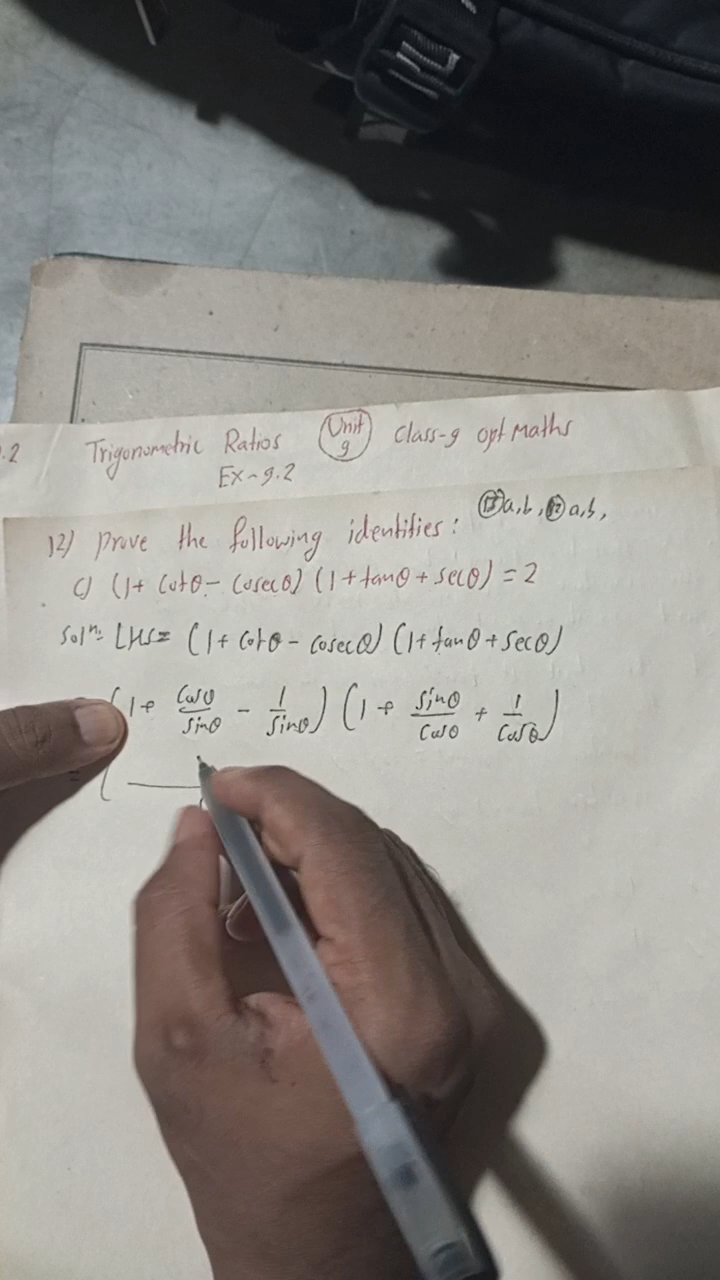 .2 Trigonometric Ratios Unit 9 Class-9 opt Maths
Ex-9.2
a,b, a,b,
12) prove the following identities:
c) (1+ Cotθ - Cosecθ) (1+tanθ+secθ) = 2
Solⁿ: LHS= (1+ Cotθ - Cosecθ) (1+tanθ+Secθ)
(1+ Cosθ/Sinθ - 1/Sinθ) (1+ Sinθ/Cosθ + 1/Cosθ)
= (